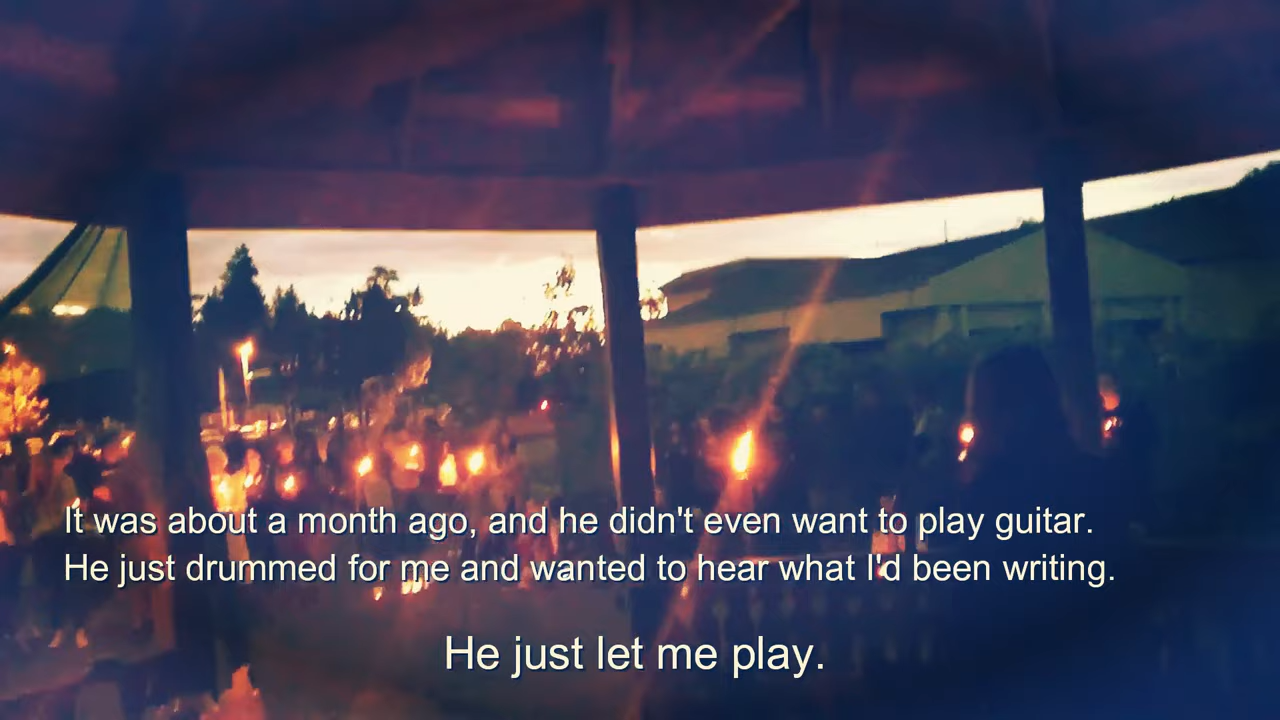 It was about a month ago, and he didn't even want to play guitar.
He just drummed for me and wanted to hear what I'd been writing.
He just let me play.